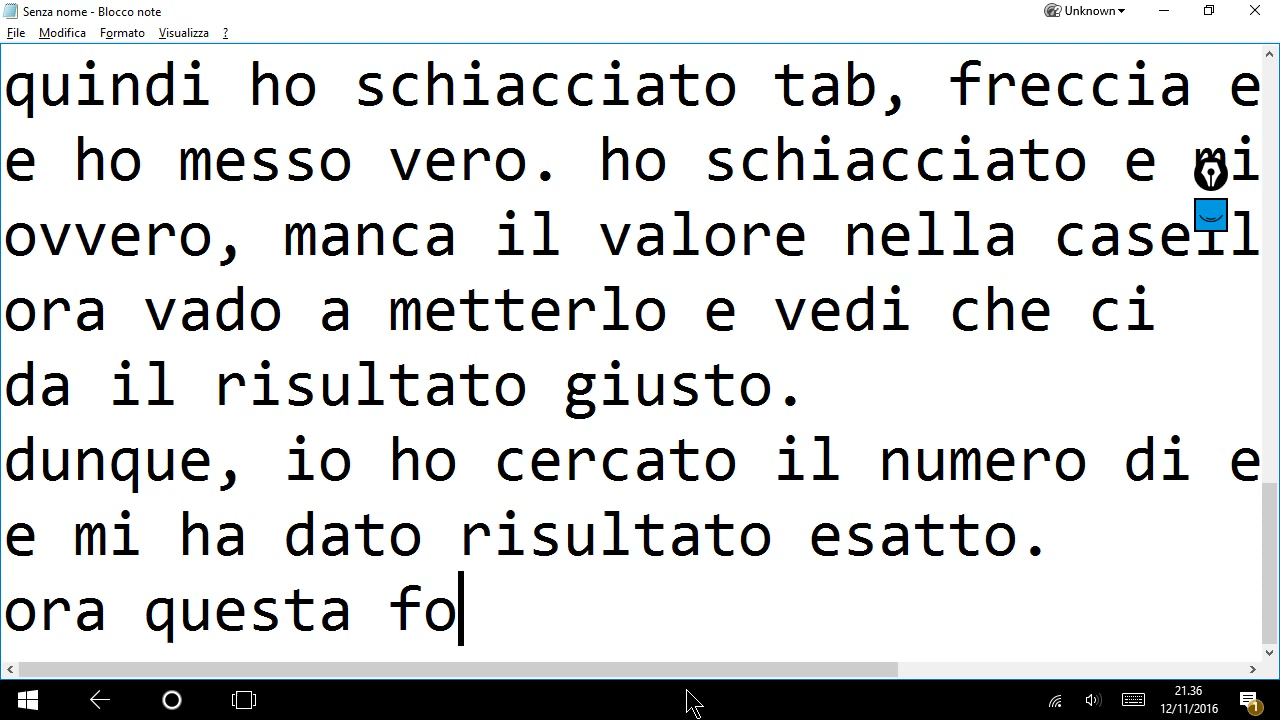 Senza nome - Blocco note
Unknown
File Modifica Formato Visualizza ?
quindi ho schiacciato tab, freccia e
e ho messo vero. ho schiacciato e mi
ovvero, manca il valore nella casell
ora vado a metterlo e vedi che ci
da il risultato giusto.
dunque, io ho cercato il numero di e
e mi ha dato risultato esatto.
ora questa fo
21.36
12/11/2016
1